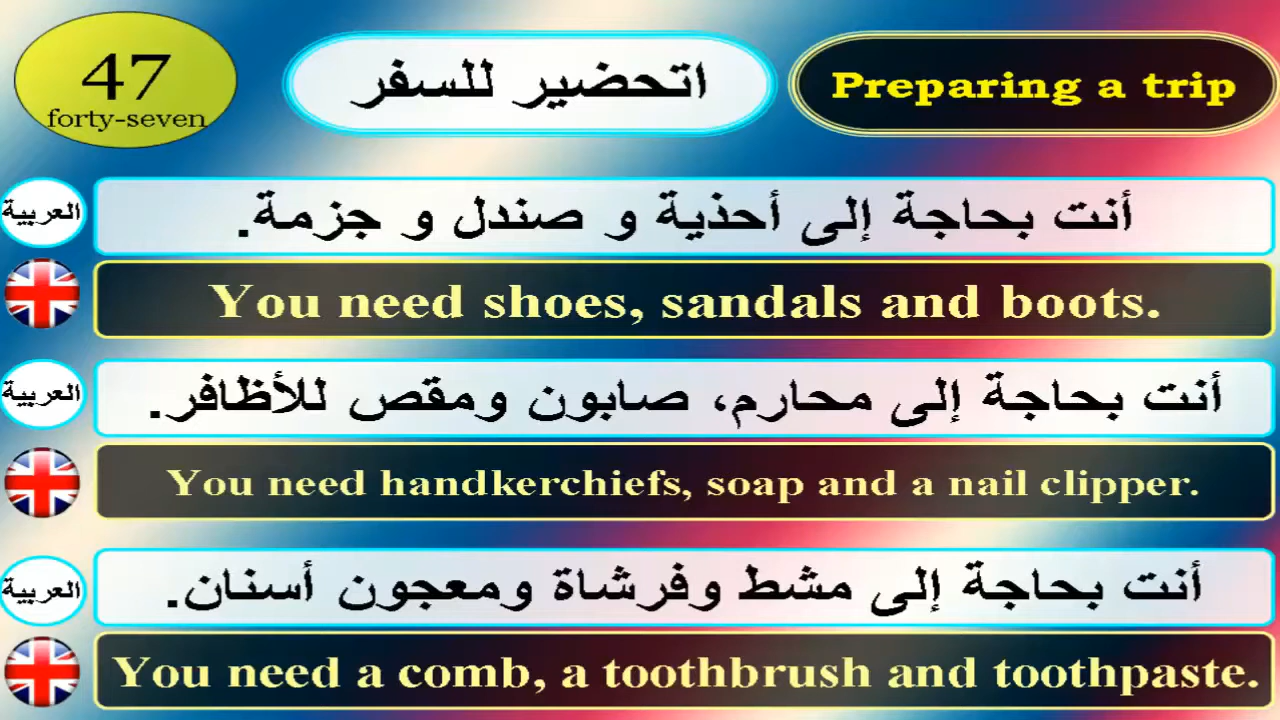 47
forty-seven
اتحضير للسفر
Preparing a trip
العربية
أنت بحاجة إلى أحذية و صندل و جزمة.
You need shoes, sandals and boots.
العربية
أنت بحاجة إلى محارم، صابون ومقص للأظافر.
You need handkerchiefs, soap and a nail clipper.
العربية
أنت بحاجة إلى مشط وفرشاة ومعجون أسنان.
You need a comb, a toothbrush and toothpaste.